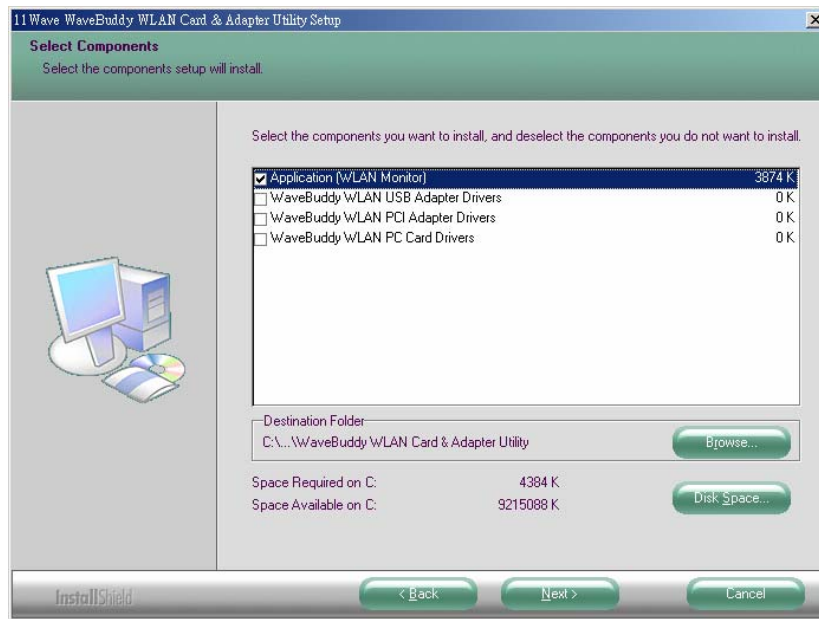 11Wave WaveBuddy WLAN Card & Adapter Utility Setup
Select Components
Select the components setup will install.
Select the components you want to install, and deselect the components you do not want to install.
Application (WLAN Monitor) 3874 K
WaveBuddy WLAN USB Adapter Drivers 0 K
WaveBuddy WLAN PCI Adapter Drivers 0 K
WaveBuddy WLAN PC Card Drivers 0 K
Destination Folder
C:\...\WaveBuddy WLAN Card & Adapter Utility Browse...
Space Required on C: 4384 K
Space Available on C: 9215088 K
Disk Space...
InstallShield < Back Next > Cancel